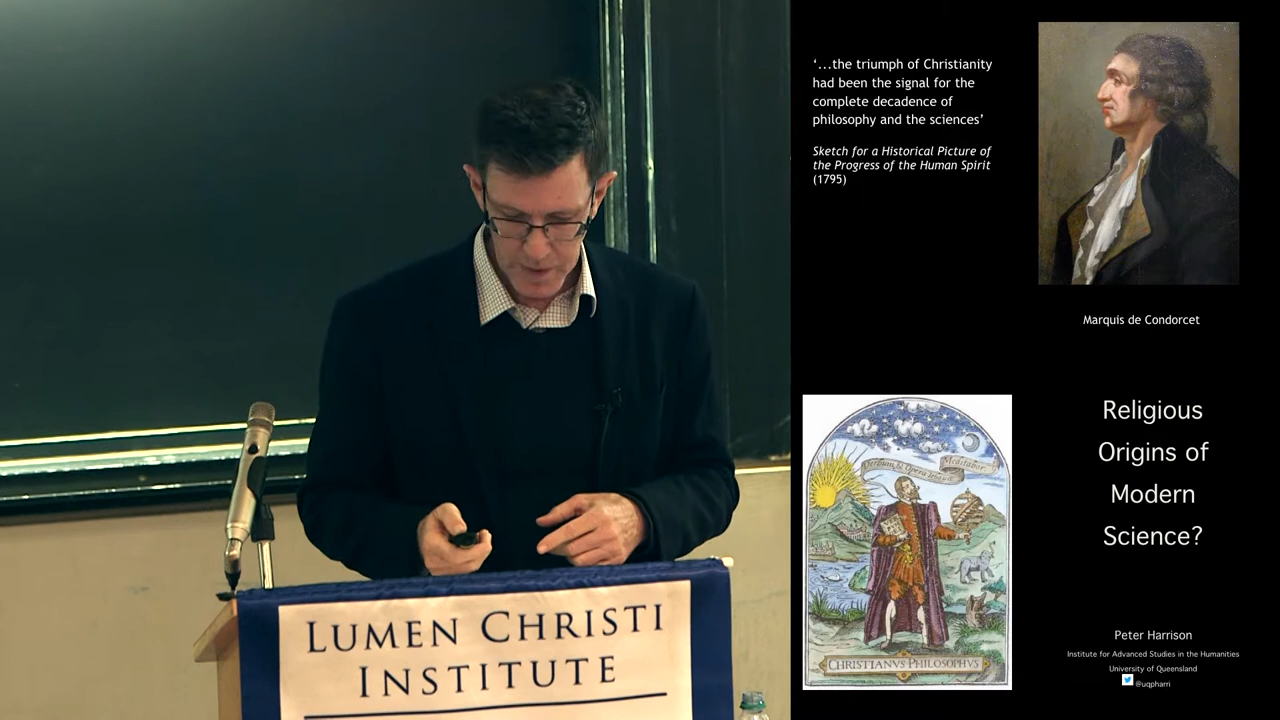 ‘...the triumph of Christianity
had been the signal for the
complete decadence of
philosophy and the sciences’
Sketch for a Historical Picture of
the Progress of the Human Spirit
(1795)
Marquis de Condorcet
Religious
Origins of
Modern
Science?
Meditabor
CHRISTIANVS PHILOSOPHVS
Peter Harrison
Institute for Advanced Studies in the Humanities
University of Queensland
@uqpharri
LUMEN CHRISTI
INSTITUTE